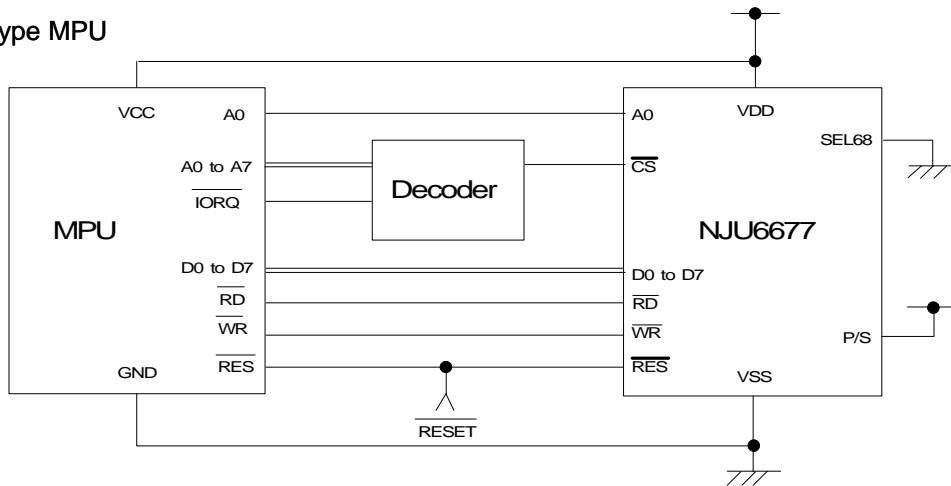 ype MPU
VCC
A0
A0 to A7
IORQ
MPU
D0 to D7
RD
WR
RES
GND
Decoder
RESET
A0
VDD
SEL68
CS
NJU6677
D0 to D7
RD
WR
P/S
RES
VSS